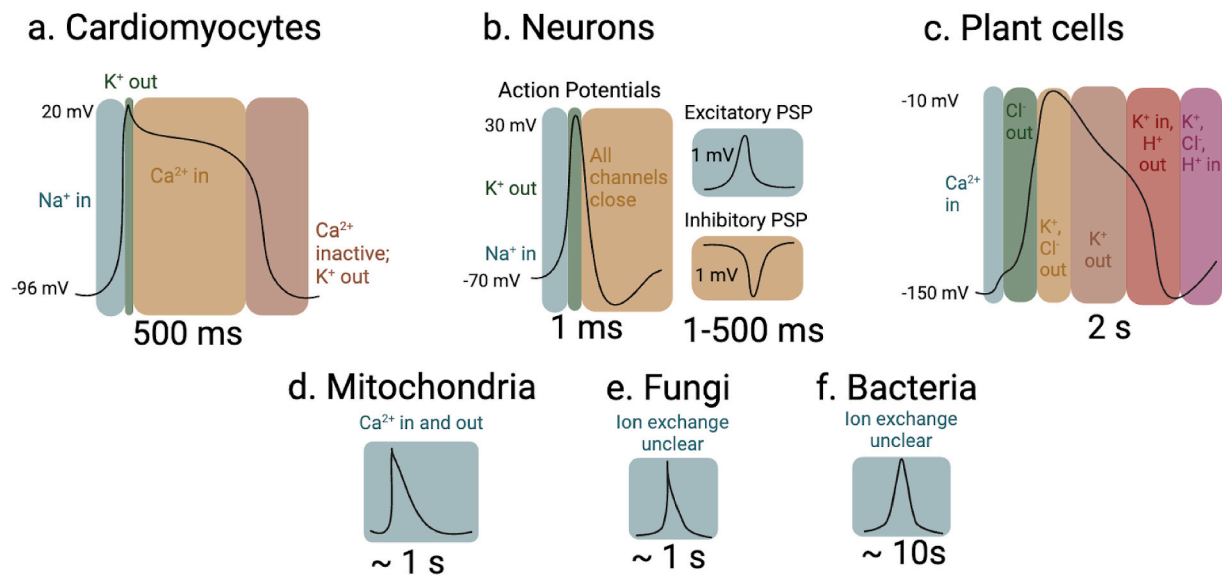 a. Cardiomyocytes
K⁺ out
20 mV
Ca²⁺ in
Na⁺ in
Ca²⁺
inactive;
K⁺ out
-96 mV
500 ms
b. Neurons
Action Potentials
30 mV
All
channels
close
K⁺ out
Na⁺ in
-70 mV
1 ms
Excitatory PSP
1 mV
Inhibitory PSP
1 mV
1-500 ms
c. Plant cells
-10 mV
Cl⁻
out
K⁺ in,
H⁺
out
K⁺,
Cl⁻,
H⁺ in
Ca²⁺
in
K⁺,
Cl⁻
out
K⁺
out
-150 mV
2 s
d. Mitochondria
Ca²⁺ in and out
~ 1 s
e. Fungi
Ion exchange
unclear
~ 1 s
f. Bacteria
Ion exchange
unclear
~ 10s